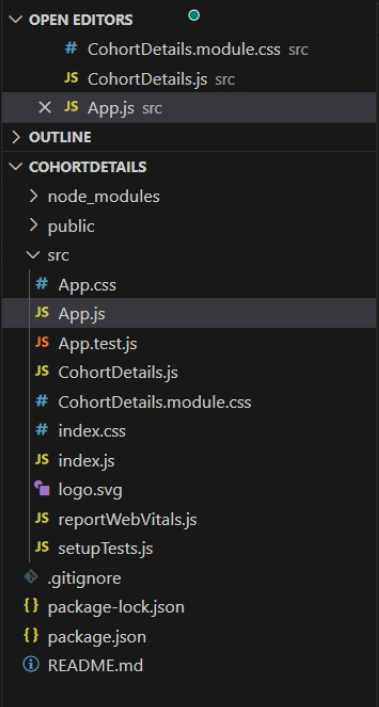 OPEN EDITORS
# CohortDetails.module.css src
JS CohortDetails.js src
JS App.js src
OUTLINE
COHORTDETAILS
node_modules
public
src
# App.css
JS App.js
JS App.test.js
JS CohortDetails.js
# CohortDetails.module.css
# index.css
JS index.js
logo.svg
JS reportWebVitals.js
JS setupTests.js
.gitignore
{} package-lock.json
{} package.json
README.md